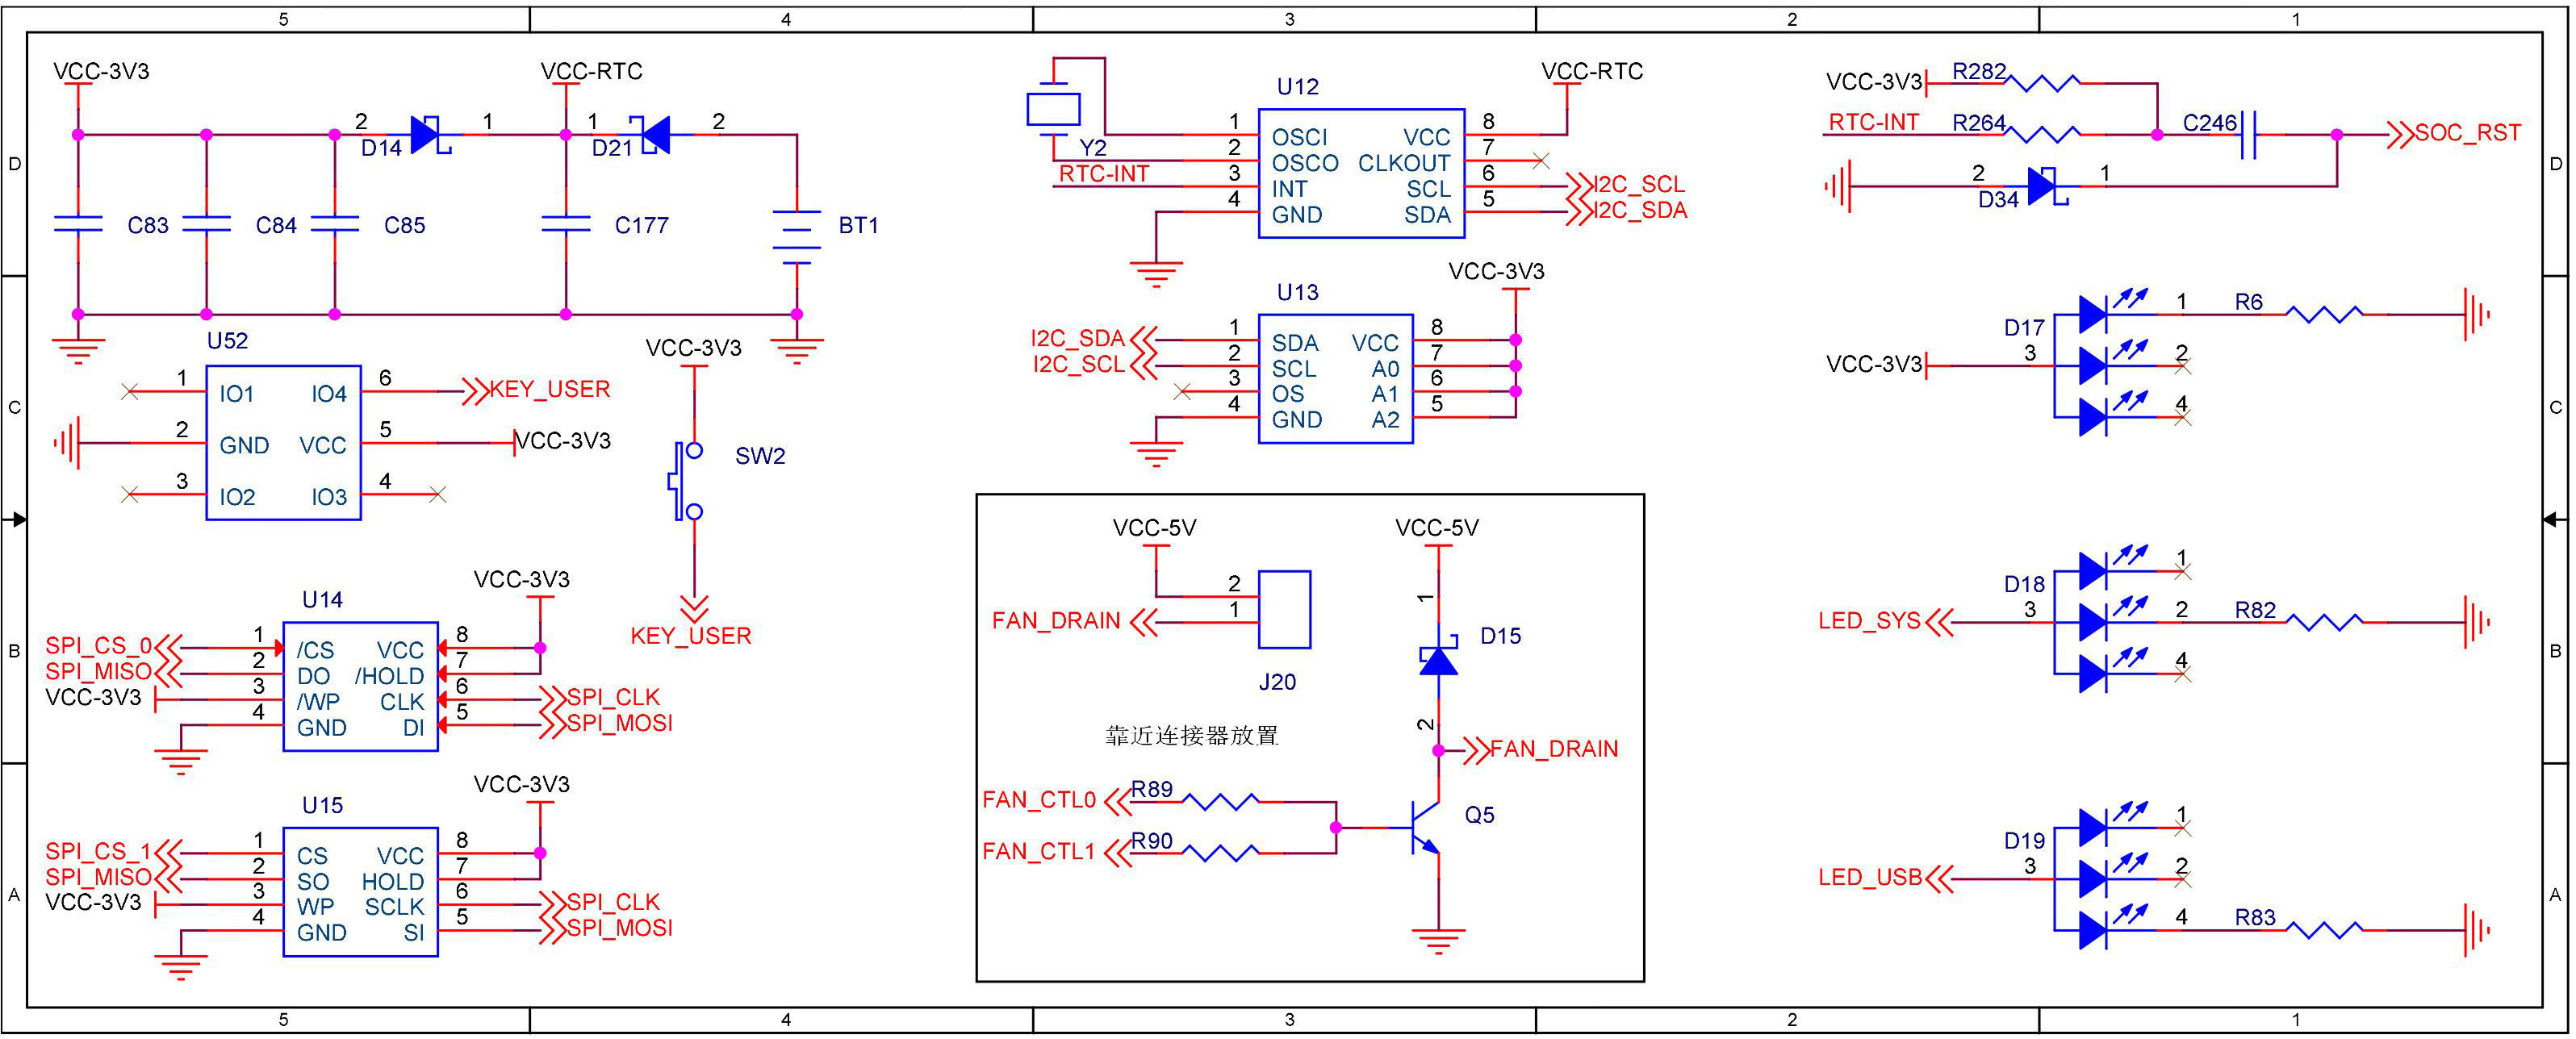 5 4 3 2 1
D
C
B
A
VCC-3V3
VCC-RTC
2 D14 1
1 D21 2
C83
C84
C85
C177
BT1
U52
1 IO1 IO4 6 KEY_USER
2 GND VCC 5 VCC-3V3
3 IO2 IO3 4
VCC-3V3
SW2
KEY_USER
U14
VCC-3V3
SPI_CS_0 1 /CS VCC 8
SPI_MISO 2 DO /HOLD 7
VCC-3V3 3 /WP CLK 6 SPI_CLK
4 GND DI 5 SPI_MOSI
U15
VCC-3V3
SPI_CS_1 1 CS VCC 8
SPI_MISO 2 SO HOLD 7
VCC-3V3 3 WP SCLK 6 SPI_CLK
4 GND SI 5 SPI_MOSI
Y2
U12
VCC-RTC
1 OSCI VCC 8
2 OSCO CLKOUT 7
RTC-INT 3 INT SCL 6 I2C_SCL
4 GND SDA 5 I2C_SDA
U13
VCC-3V3
I2C_SDA 1 SDA VCC 8
I2C_SCL 2 SCL A0 7
3 OS A1 6
4 GND A2 5
VCC-5V
2
FAN_DRAIN 1
J20
VCC-5V
1
D15
2
FAN_DRAIN
靠近连接器放置
FAN_CTL0 R89
FAN_CTL1 R90
Q5
VCC-3V3 R282
RTC-INT R264 C246 SOC_RST
2 D34 1
D17
VCC-3V3 3
1 R6
2
4
D18
LED_SYS 3
1
2 R82
4
D19
LED_USB 3
1
2
4 R83
D
C
B
A
5 4 3 2 1